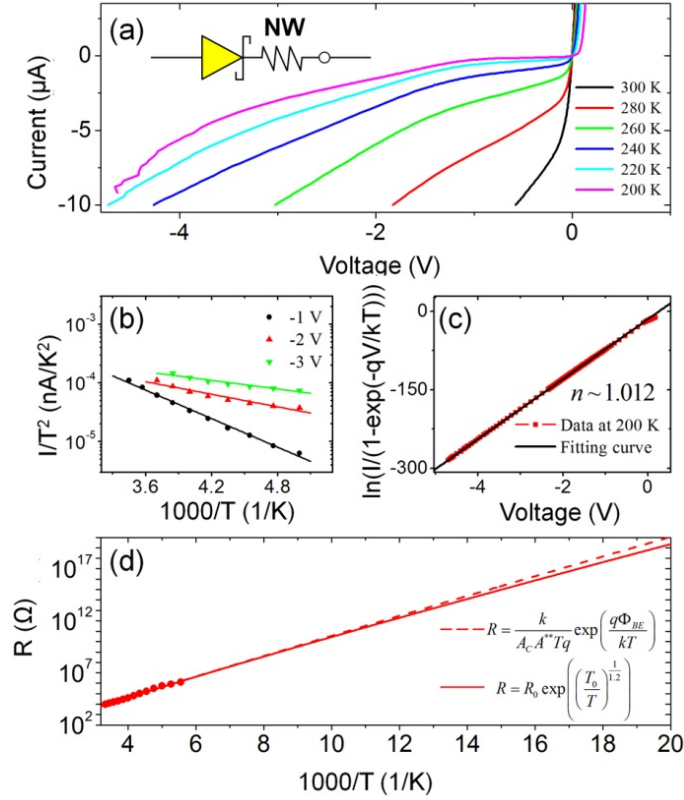 (a)
NW
0
-5
-10
Current (μA)
300 K
280 K
260 K
240 K
220 K
200 K
-4
-2
0
Voltage (V)
(b)
-1 V
-2 V
-3 V
10⁻³
10⁻⁴
10⁻⁵
I/T² (nA/K²)
3.6
4.2
4.8
1000/T (1/K)
(c)
0
-150
-300
ln(I/(1-exp(-qV/kT)))
n ~ 1.012
Data at 200 K
Fitting curve
-4
-2
0
Voltage (V)
(d)
10¹⁷
10¹²
10⁷
10²
R (Ω)
R = k/(A_C A** Tq) exp(qΦ_BE/kT)
R = R₀ exp((T₀/T)^(1/1.2))
4
6
8
10
12
14
16
18
20
1000/T (1/K)